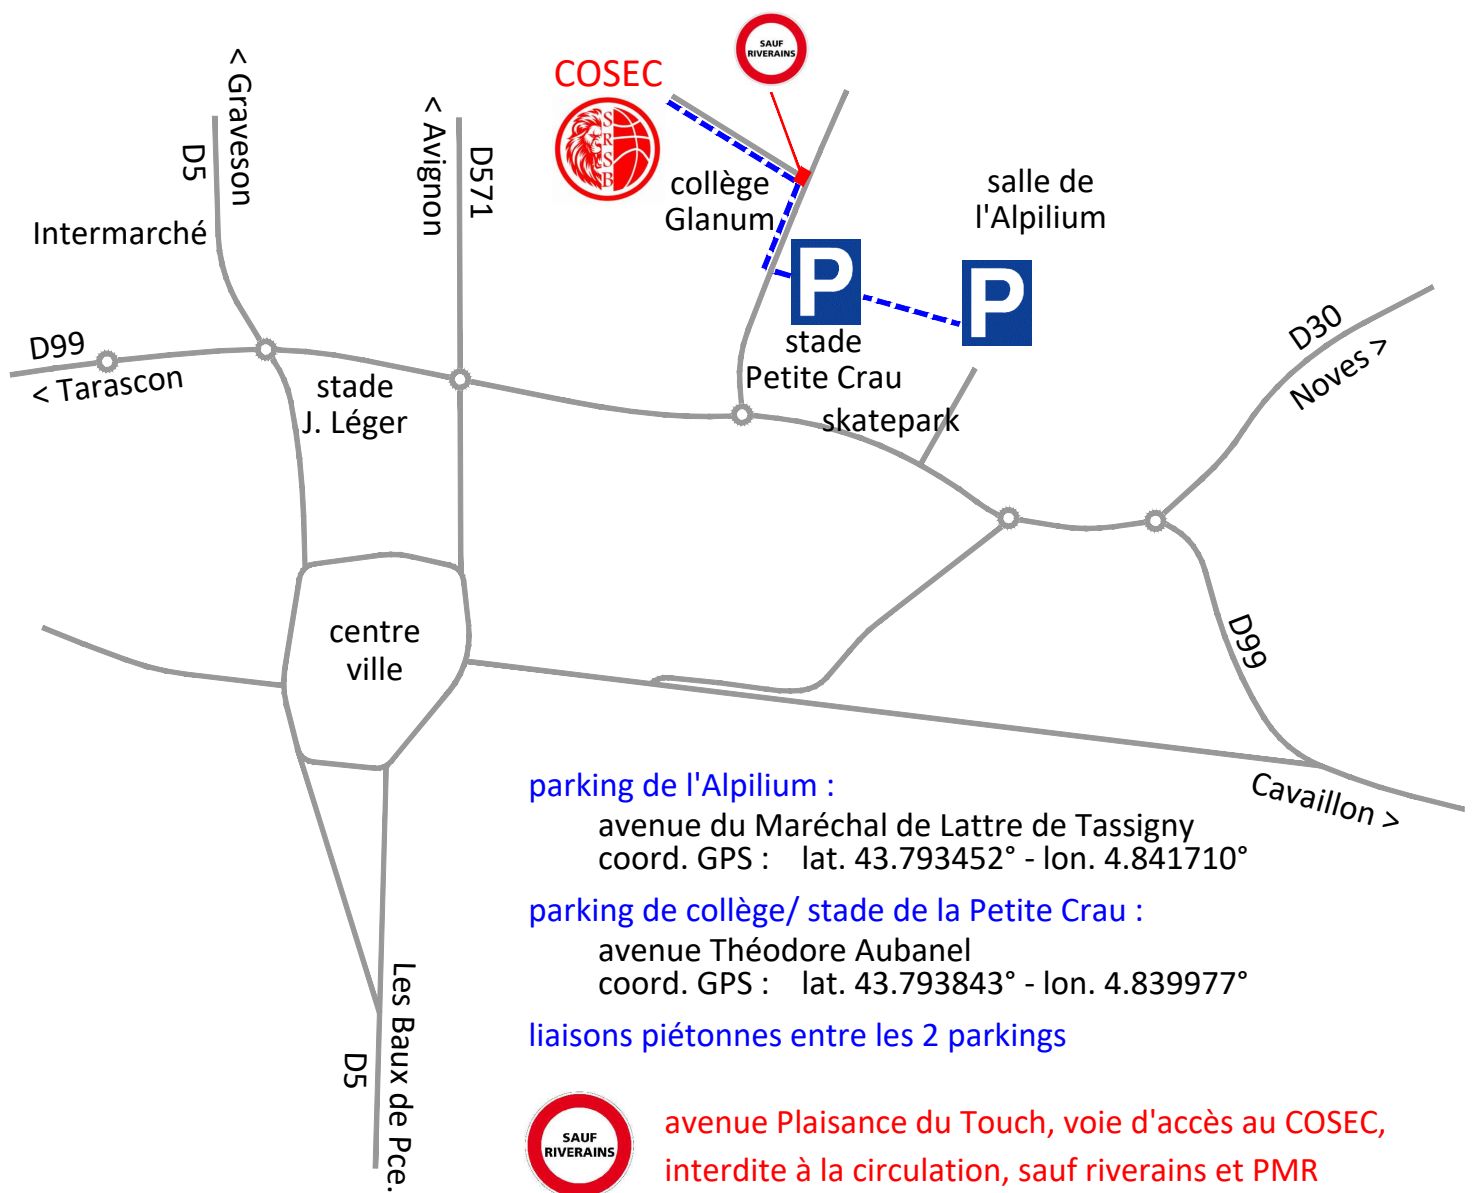 SAUF
RIVERAINS
COSEC
S
R
S
B
< Graveson
D5
< Avignon
D571
collège
Glanum
salle de
l'Alpilium
Intermarché
P
P
D99
< Tarascon
stade
J. Léger
stade
Petite Crau
skatepark
D30
Noves >
centre
ville
D99
Cavaillon >
parking de l'Alpilium :
avenue du Maréchal de Lattre de Tassigny
coord. GPS : lat. 43.793452° - lon. 4.841710°
parking de collège/ stade de la Petite Crau :
avenue Théodore Aubanel
coord. GPS : lat. 43.793843° - lon. 4.839977°
liaisons piétonnes entre les 2 parkings
Les Baux de Pce.
D5
SAUF
RIVERAINS
avenue Plaisance du Touch, voie d'accès au COSEC,
interdite à la circulation, sauf riverains et PMR